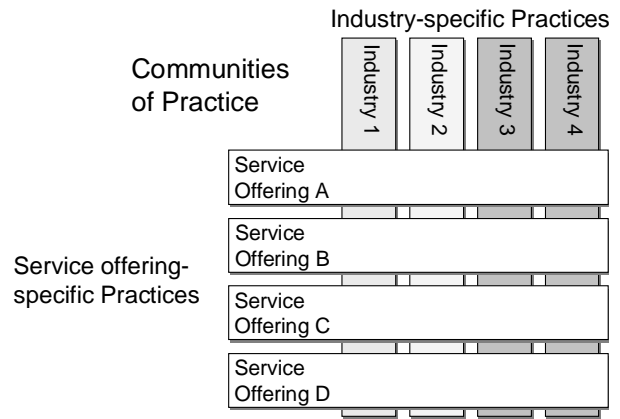 Industry-specific Practices
Communities
of Practice
Industry 1
Industry 2
Industry 3
Industry 4
Service
Offering A
Service
Offering B
Service offering-
specific Practices
Service
Offering C
Service
Offering D